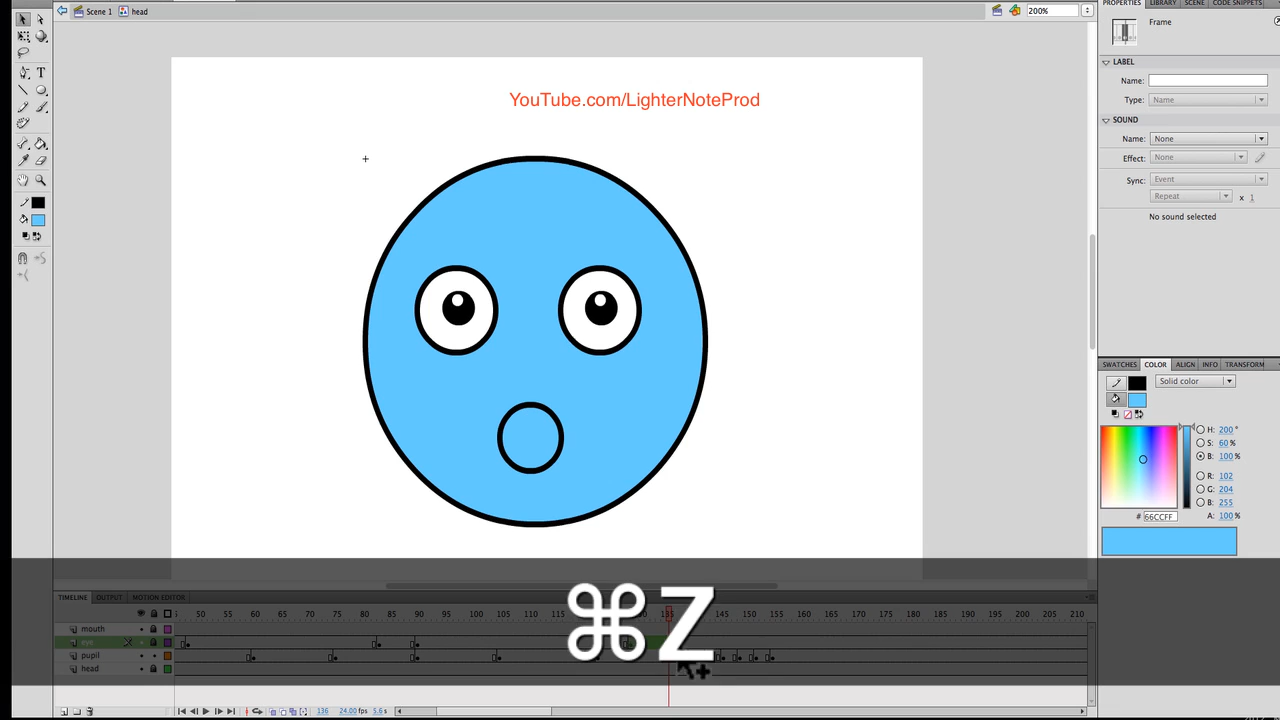 Scene 1 head
200%
PROPERTIES LIBRARY SCENE CODE SNIPPETS
Frame
LABEL
Name:
Type: Name
SOUND
Name: None
Effect: None
Sync: Event
Repeat x 1
No sound selected
YouTube.com/LighterNoteProd
SWATCHES COLOR ALIGN INFO TRANSFORM
Solid color
H: 200 °
S: 60 %
B: 100 %
R: 102
G: 204
B: 255
# 66CCFF A: 100 %
⌘Z
TIMELINE OUTPUT MOTION EDITOR
50 55 60 65 70 75 80 85 90 95 100 105 110 135 145 150 155 160 165 170 175 180 185 190 195 200 205 210
mouth
eye
pupil
head
136 24.00 fps 5.6 s